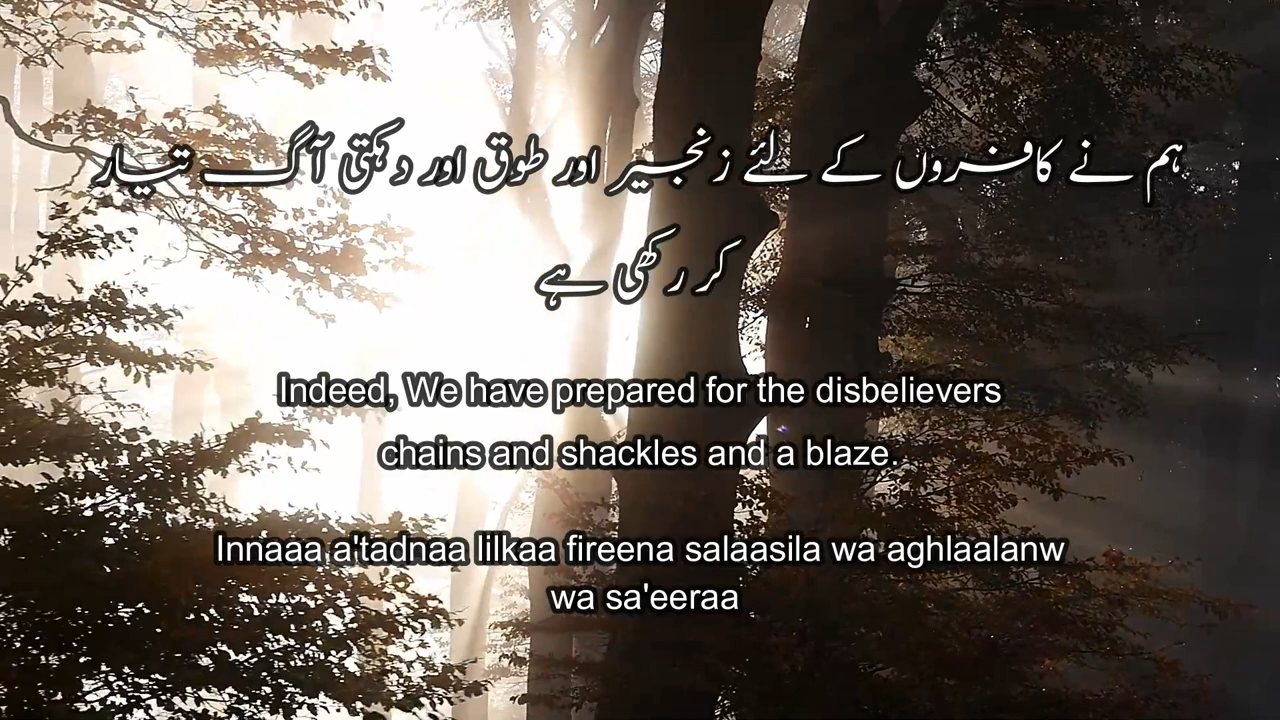 ہم نے کافروں کے لئے زنجیر اور طوق اور دہکتی آگ تیار
کر رکھی ہے
Indeed, We have prepared for the disbelievers
chains and shackles and a blaze.
Innaaa a'tadnaa lilkaa fireena salaasila wa aghlaalanw
wa sa'eeraa